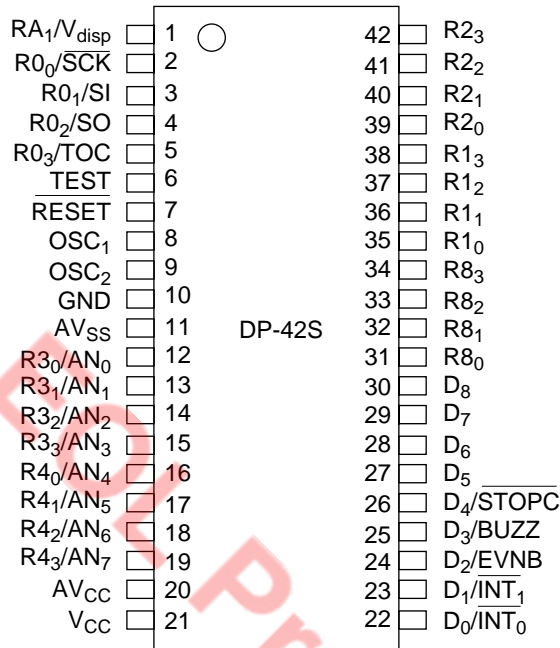 RA1/Vdisp 1 42 R23
R00/SCK 2 41 R22
R01/SI 3 40 R21
R02/SO 4 39 R20
R03/TOC 5 38 R13
TEST 6 37 R12
RESET 7 36 R11
OSC1 8 35 R10
OSC2 9 34 R83
GND 10 33 R82
AVSS 11 DP-42S 32 R81
R30/AN0 12 31 R80
R31/AN1 13 30 D8
R32/AN2 14 29 D7
R33/AN3 15 28 D6
R40/AN4 16 27 D5
R41/AN5 17 26 D4/STOPC
R42/AN6 18 25 D3/BUZZ
R43/AN7 19 24 D2/EVNB
AVCC 20 23 D1/INT1
VCC 21 22 D0/INT0
EOL Pr